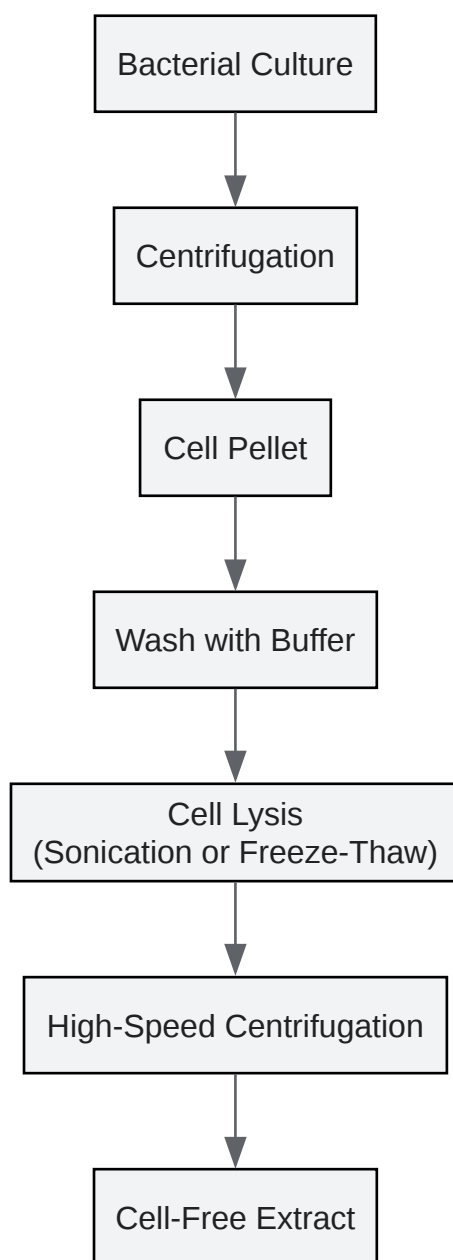 Bacterial Culture
Centrifugation
Cell Pellet
Wash with Buffer
Cell Lysis
(Sonication or Freeze-Thaw)
High-Speed Centrifugation
Cell-Free Extract